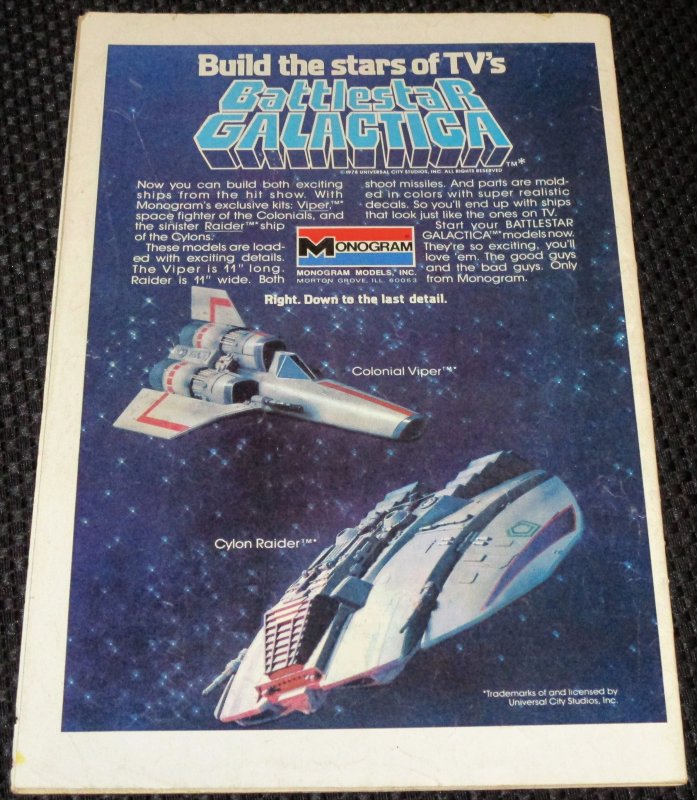 Build the stars of TV's
Battlestar
GALACTICA™*
©1978 UNIVERSAL CITY STUDIOS, INC. ALL RIGHTS RESERVED
Now you can build both exciting
ships from the hit show. With
Monogram's exclusive kits: Viper,™*
space fighter of the Colonials, and
the sinister Raider™* ship
of the Cylons.
These models are load-
ed with exciting details.
The Viper is 11" long.
Raider is 11" wide. Both
shoot missiles. And parts are mold-
ed in colors with super realistic
decals. So you'll end up with ships
that look just like the ones on TV.
Start your BATTLESTAR
GALACTICA™* models now.
They're so exciting, you'll
love 'em. The good guys
and the bad guys. Only
from Monogram.
MONOGRAM
MONOGRAM MODELS, INC.
MORTON GROVE, ILL. 60053
Right. Down to the last detail.
Colonial Viper™*
Cylon Raider™*
*Trademarks of and licensed by
Universal City Studios, Inc.